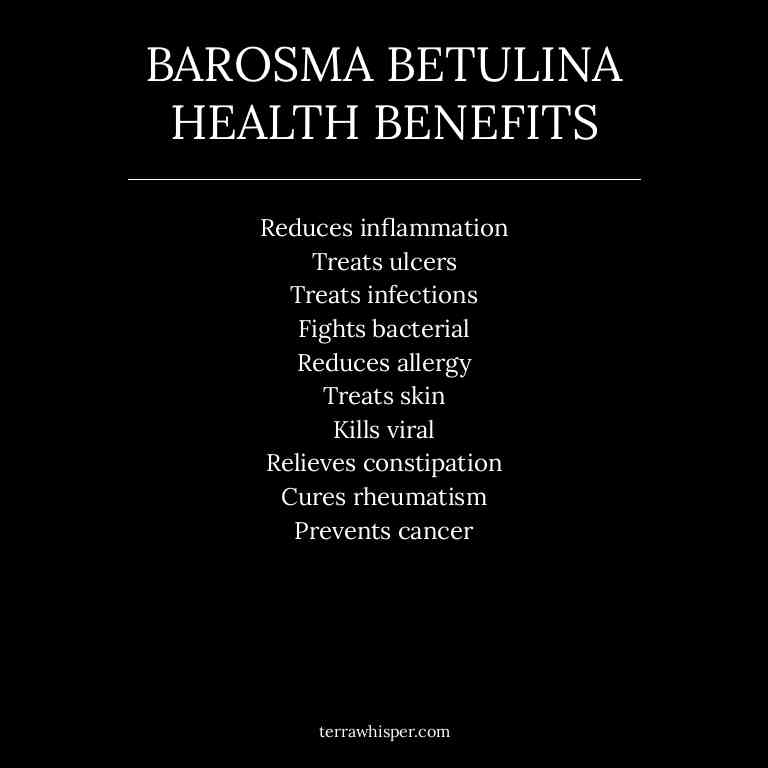 BAROSMA BETULINA
HEALTH BENEFITS
Reduces inflammation
Treats ulcers
Treats infections
Fights bacterial
Reduces allergy
Treats skin
Kills viral
Relieves constipation
Cures rheumatism
Prevents cancer
terrawhisper.com